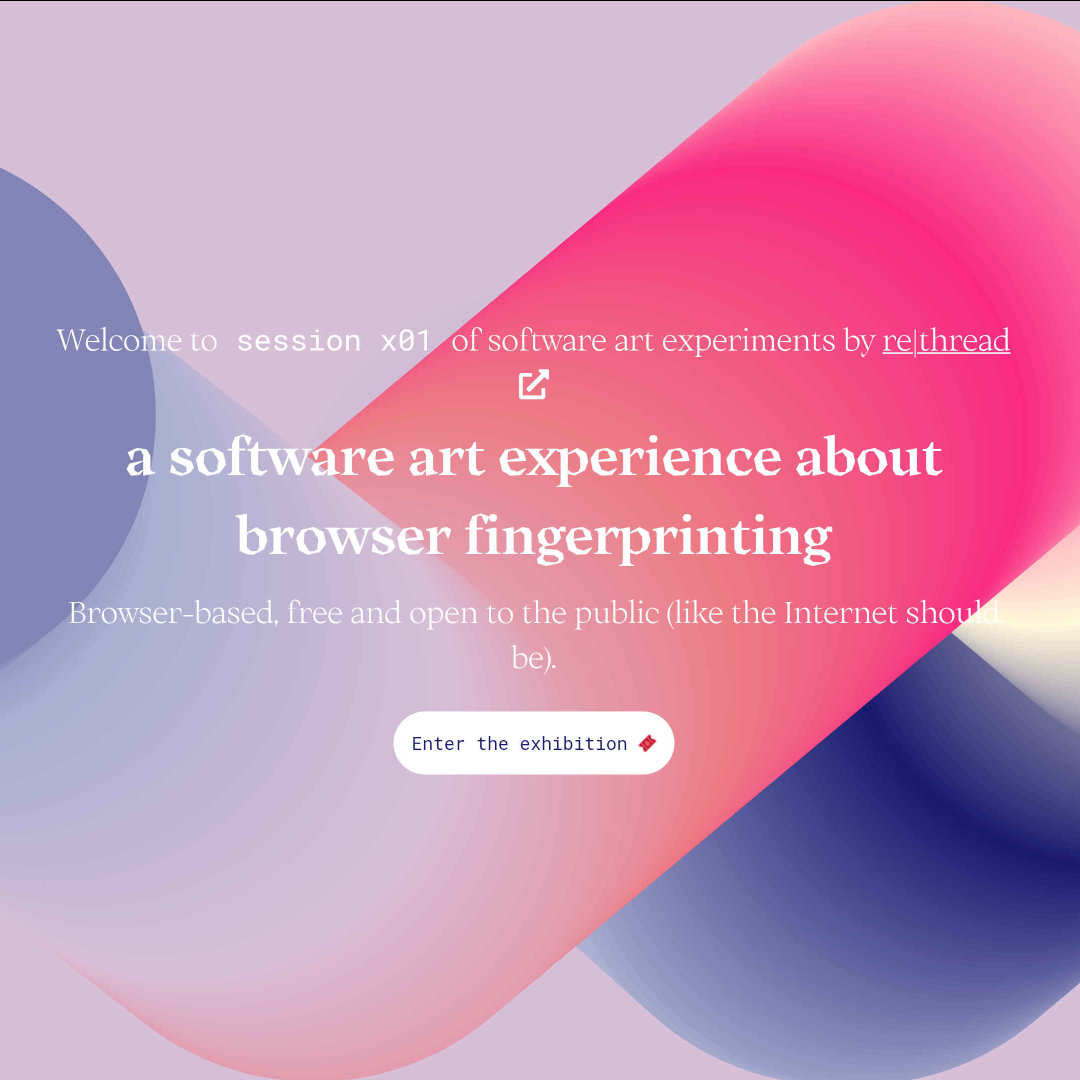 Welcome to session x01 of software art experiments by re|thread
a software art experience about
browser fingerprinting
Browser-based, free and open to the public (like the Internet should
be).
Enter the exhibition